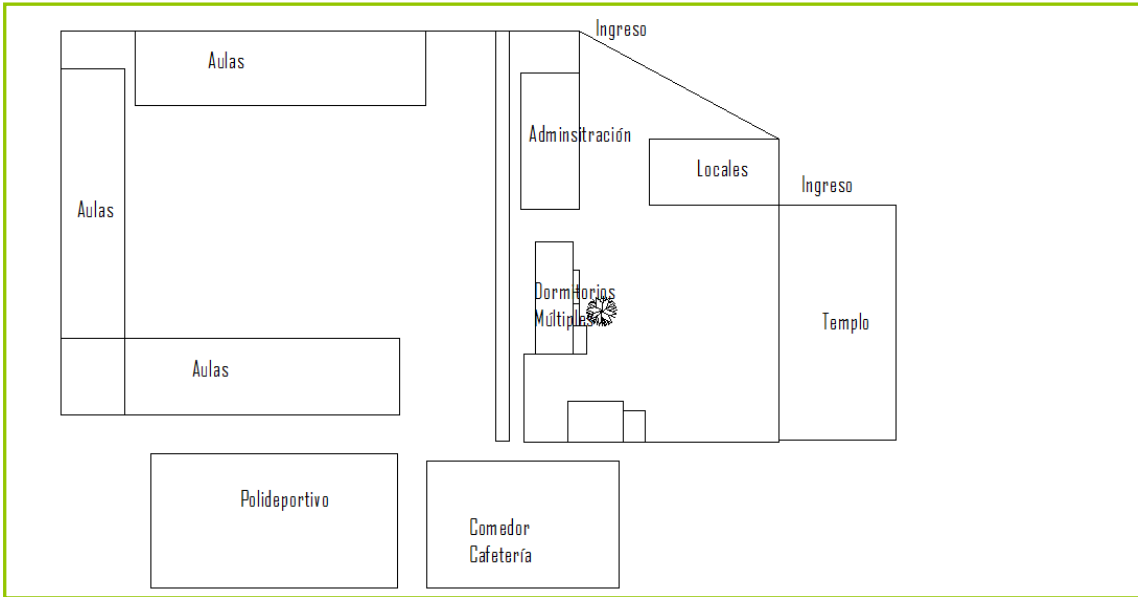 Ingreso
Aulas
Adminsitración
Locales
Ingreso
Aulas
Dormitorios
Múltiples
Templo
Aulas
Polideportivo
Comedor
Cafetería